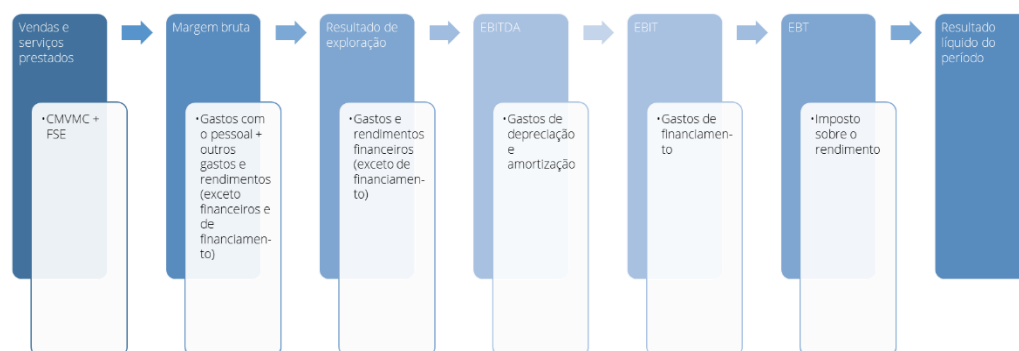 Vendas e
serviços
prestados
•CMVMC +
FSE
Margem bruta
•Gastos com
o pessoal +
outros
gastos e
rendimentos
(exceto
financeiros e
de
financiamen-
to)
Resultado de
exploração
•Gastos e
rendimentos
financeiros
(exceto de
financiamen-
to)
EBITDA
•Gastos de
depreciação
e
amortização
EBIT
•Gastos de
financiamen-
to
EBT
•Imposto
sobre o
rendimento
Resultado
líquido do
período